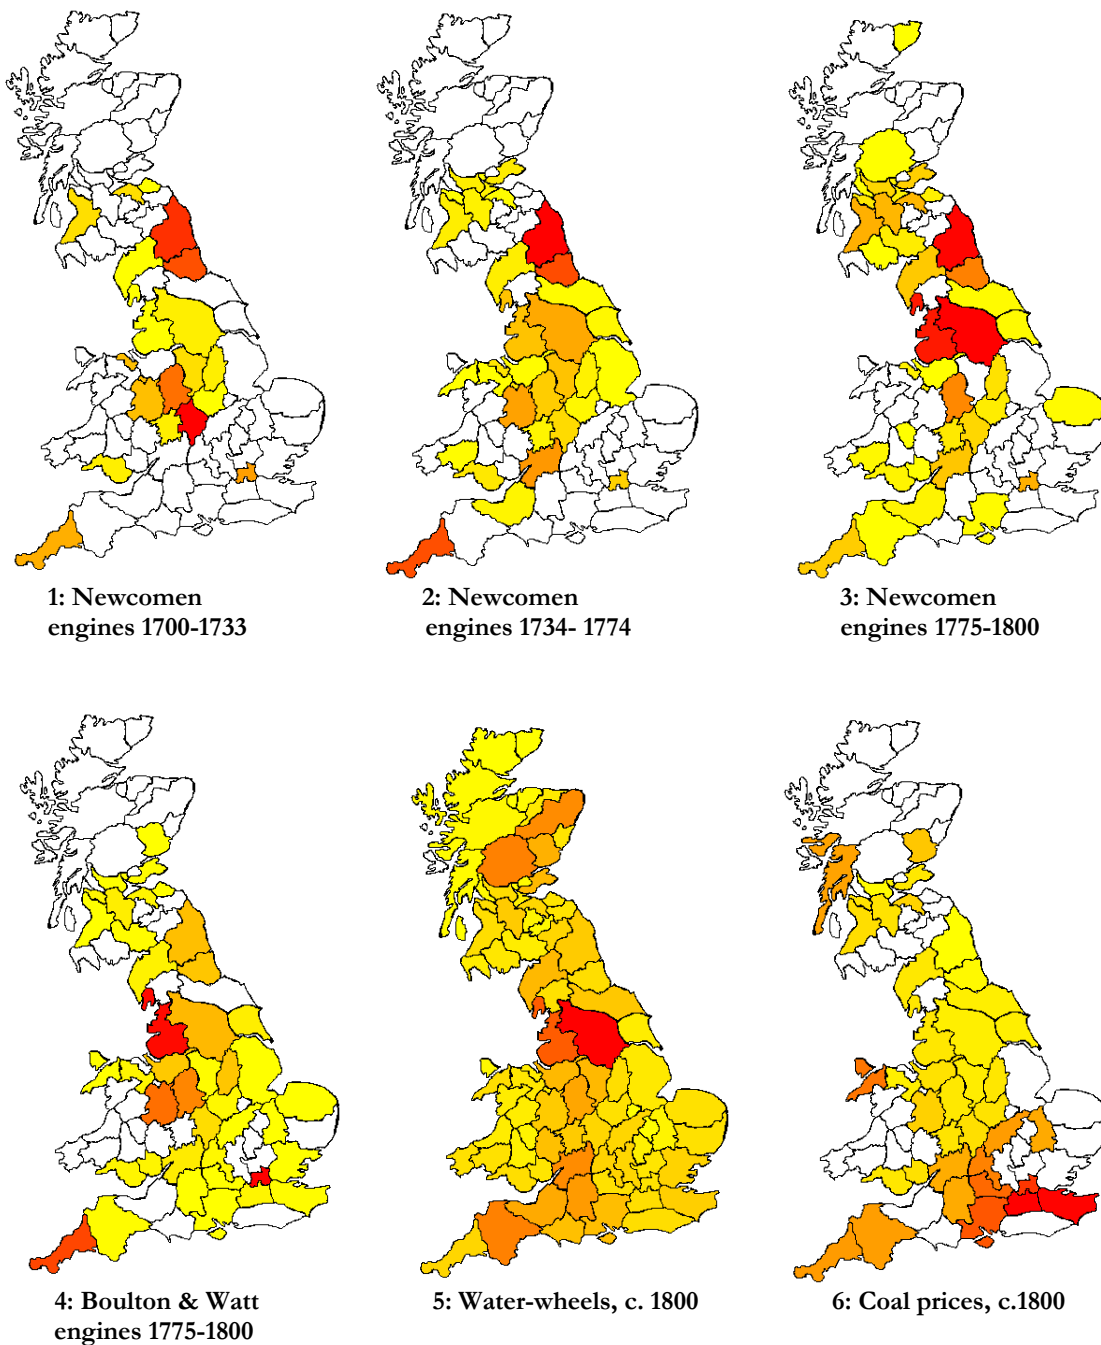 1: Newcomen
engines 1700-1733
2: Newcomen
engines 1734- 1774
3: Newcomen
engines 1775-1800
4: Boulton & Watt
engines 1775-1800
5: Water-wheels, c. 1800
6: Coal prices, c.1800